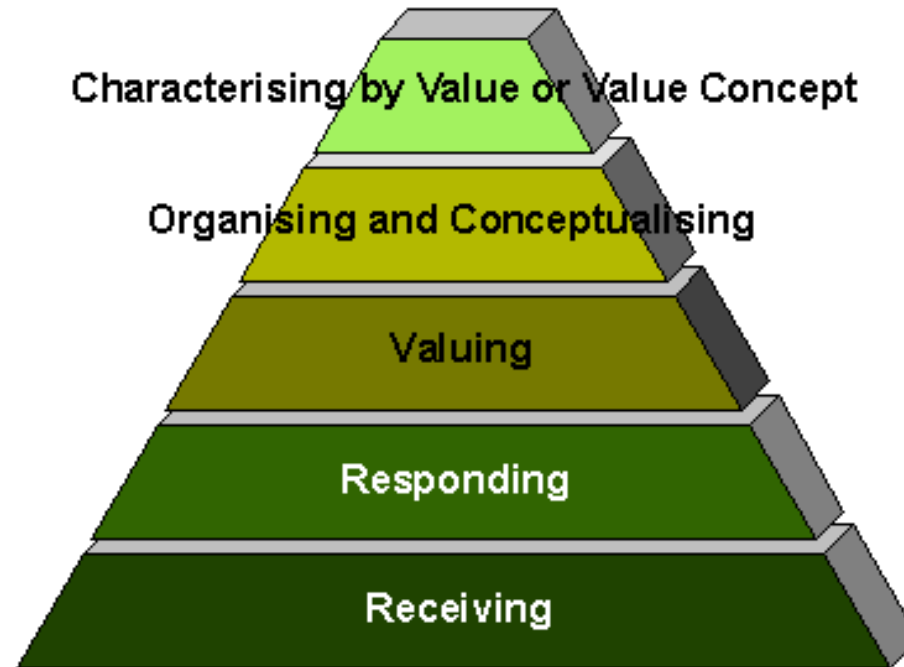 Characterising by Value or Value Concept
Organising and Conceptualising
Valuing
Responding
Receiving